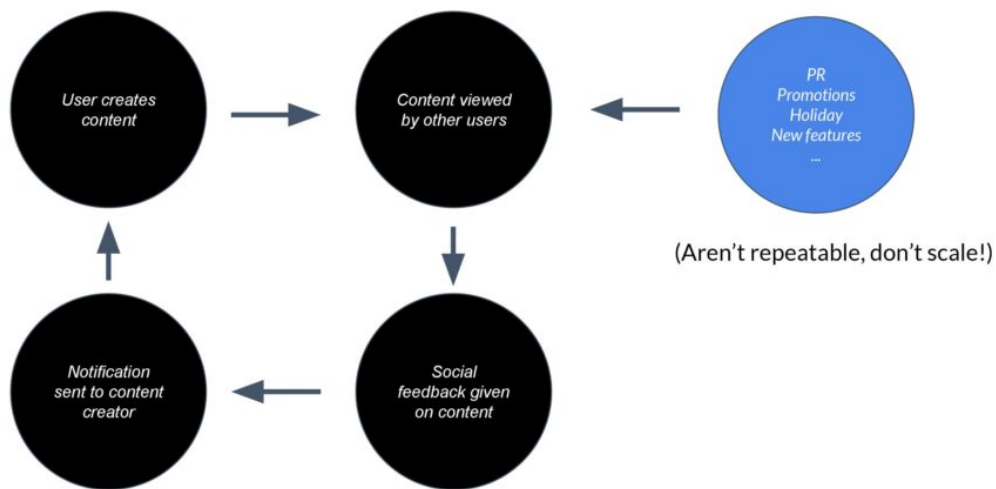 User creates
content
Content viewed
by other users
PR
Promotions
Holiday
New features
...
(Aren't repeatable, don't scale!)
Notification
sent to content
creator
Social
feedback given
on content